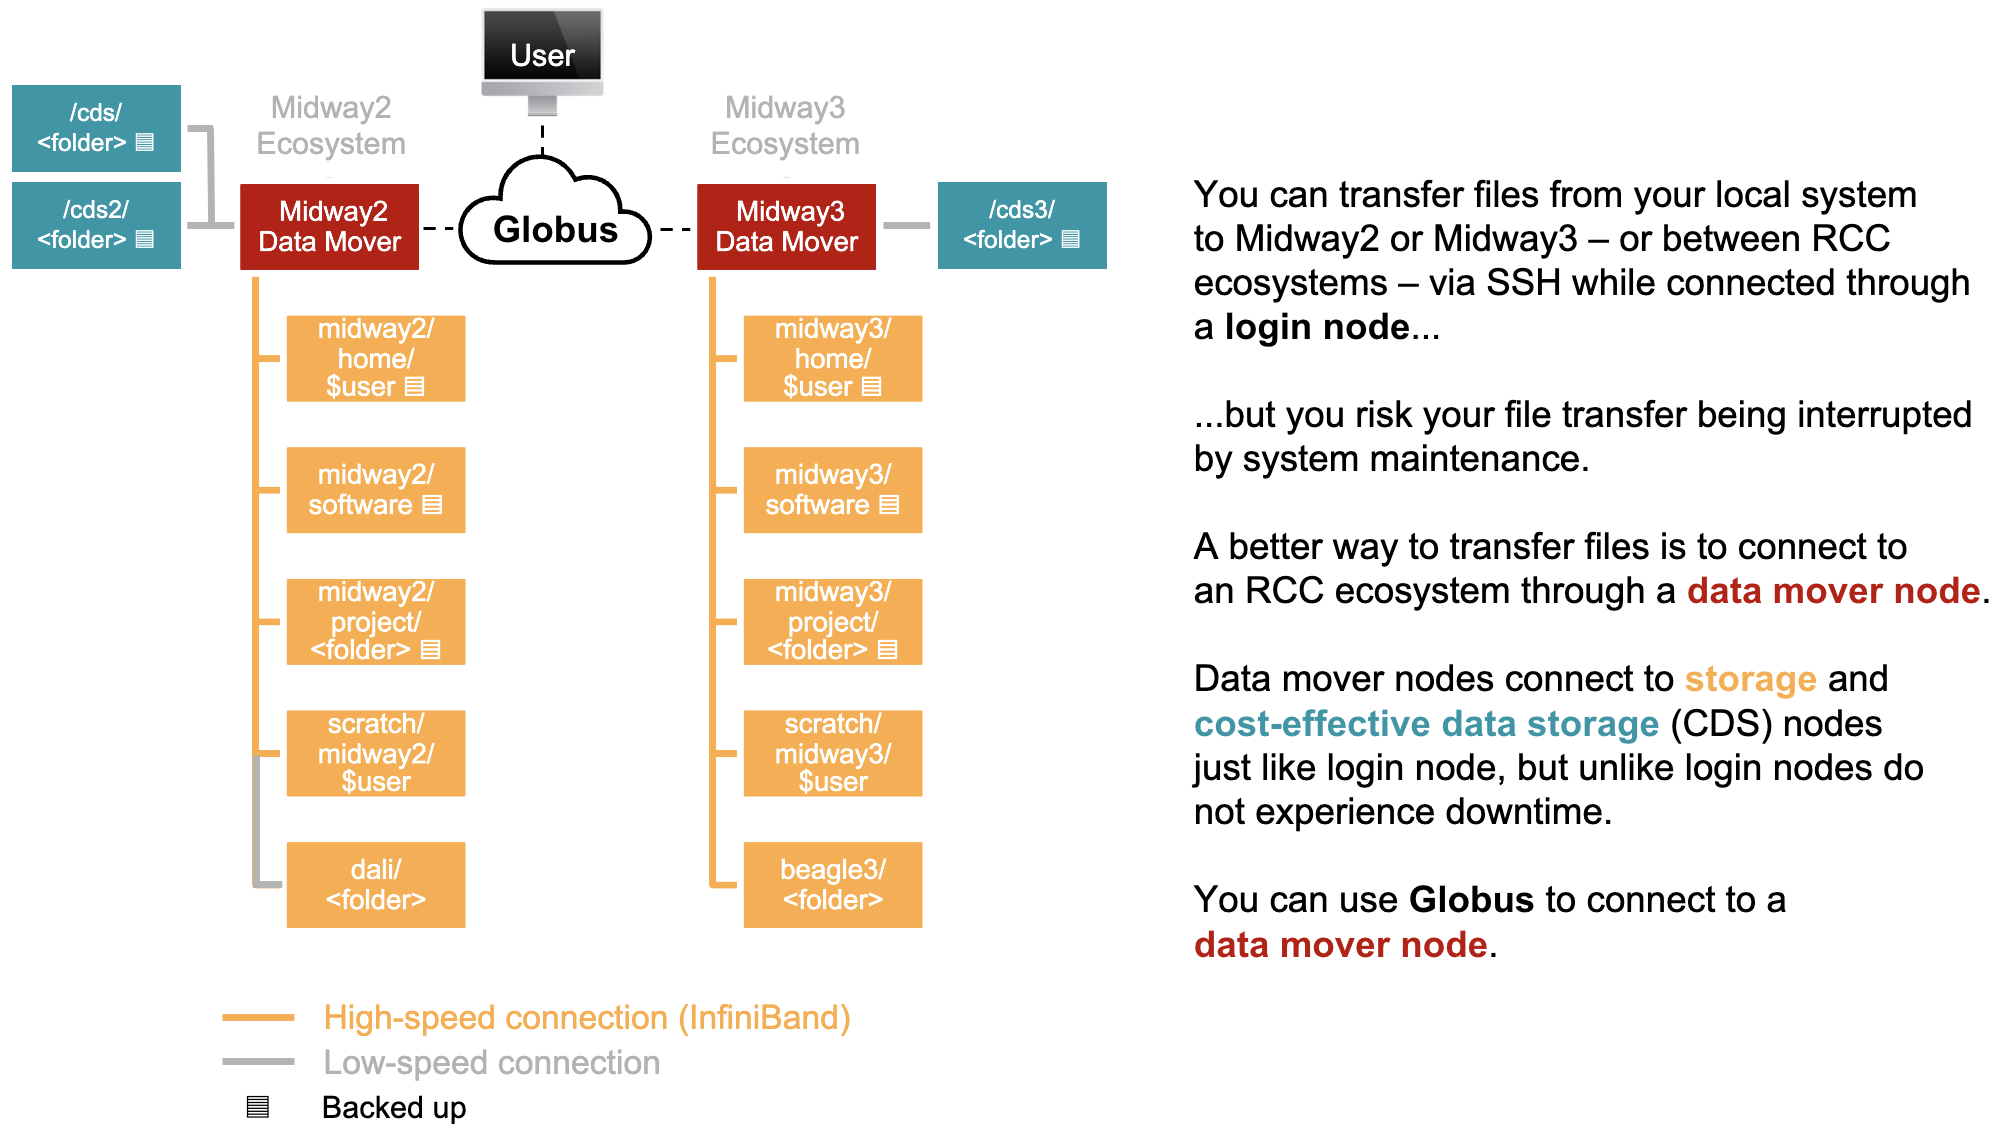 User
Midway2
Ecosystem
Midway3
Ecosystem
/cds/
<folder>
/cds2/
<folder>
Midway2
Data Mover
Globus
Midway3
Data Mover
/cds3/
<folder>
midway2/
home/
$user
midway2/
software
midway2/
project/
<folder>
scratch/
midway2/
$user
dali/
<folder>
midway3/
home/
$user
midway3/
software
midway3/
project/
<folder>
scratch/
midway3/
$user
beagle3/
<folder>
High-speed connection (InfiniBand)
Low-speed connection
Backed up
You can transfer files from your local system
to Midway2 or Midway3 – or between RCC
ecosystems – via SSH while connected through
a login node...
...but you risk your file transfer being interrupted
by system maintenance.
A better way to transfer files is to connect to
an RCC ecosystem through a data mover node.
Data mover nodes connect to storage and
cost-effective data storage (CDS) nodes
just like login node, but unlike login nodes do
not experience downtime.
You can use Globus to connect to a
data mover node.